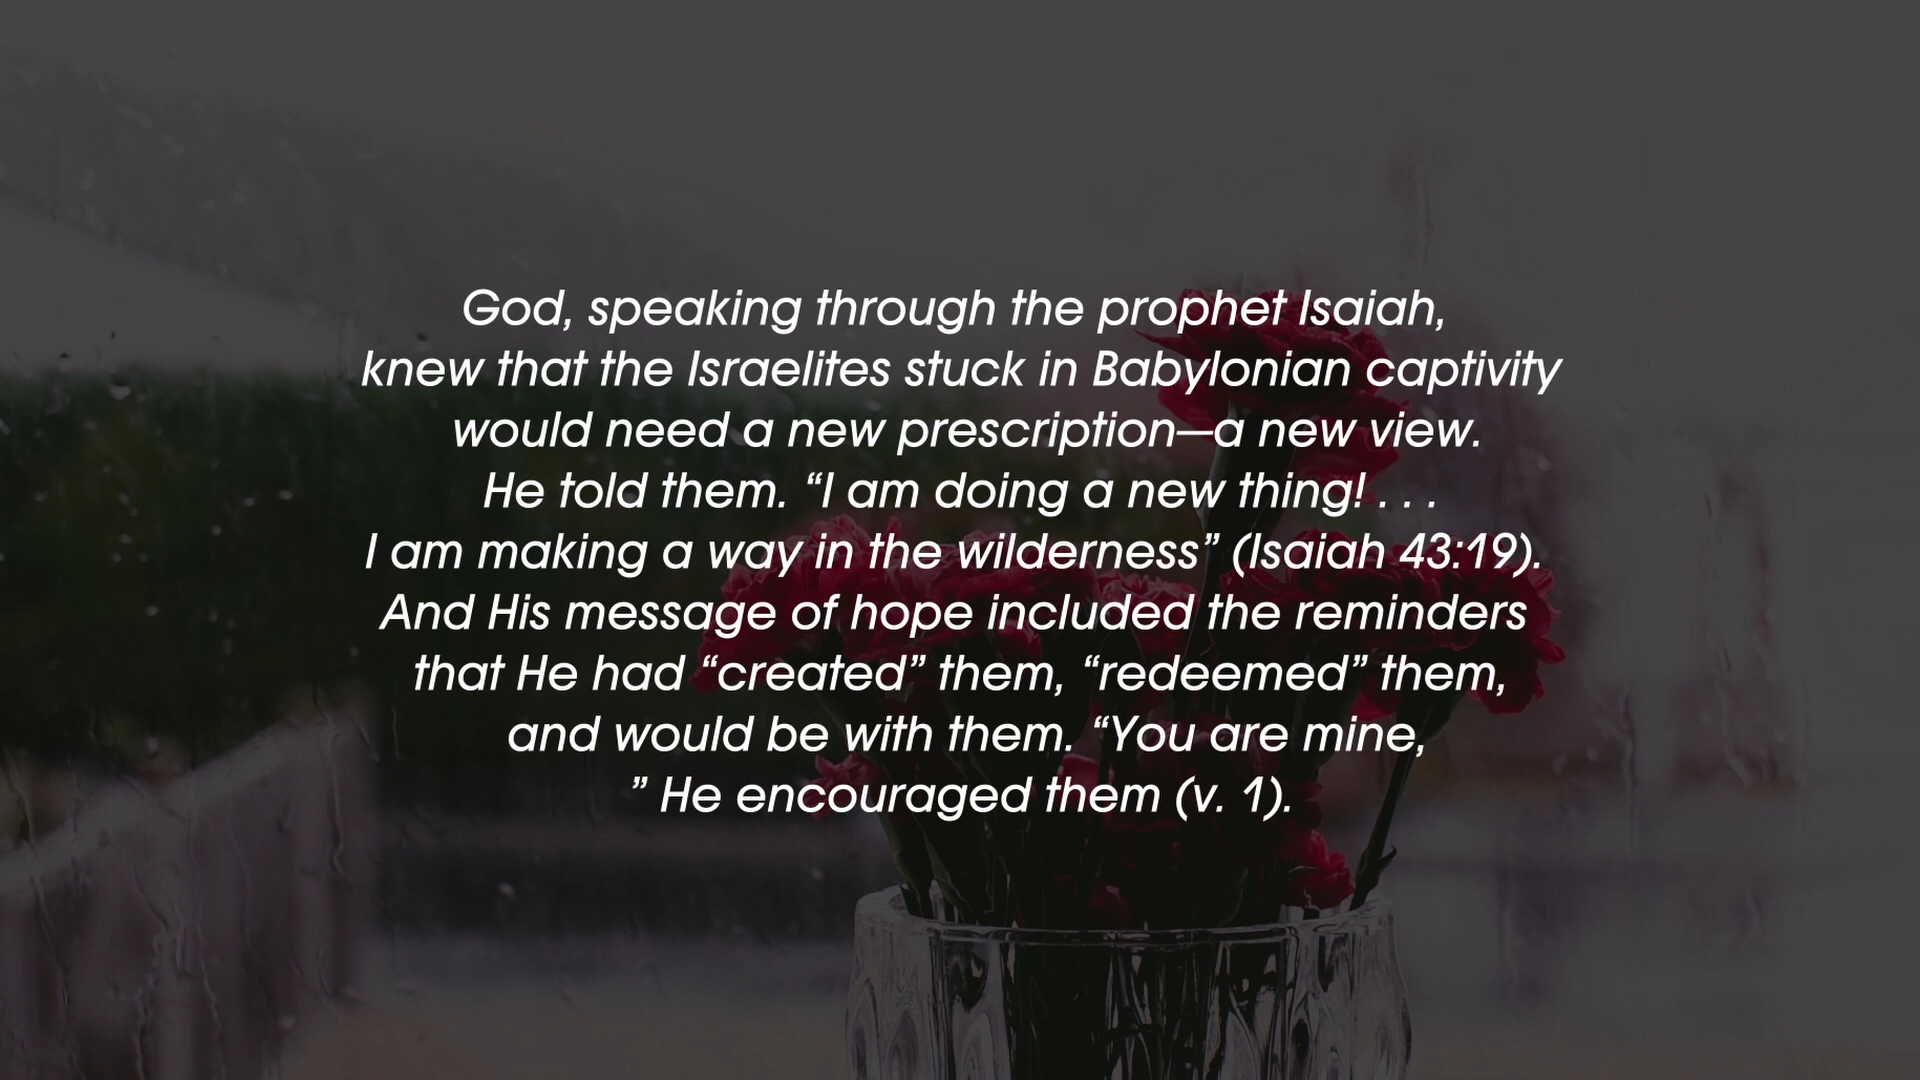 God, speaking through the prophet Isaiah,
knew that the Israelites stuck in Babylonian captivity
would need a new prescription—a new view.
He told them. “I am doing a new thing! . . .
I am making a way in the wilderness” (Isaiah 43:19).
And His message of hope included the reminders
that He had “created” them, “redeemed” them,
and would be with them. “You are mine,
” He encouraged them (v. 1).